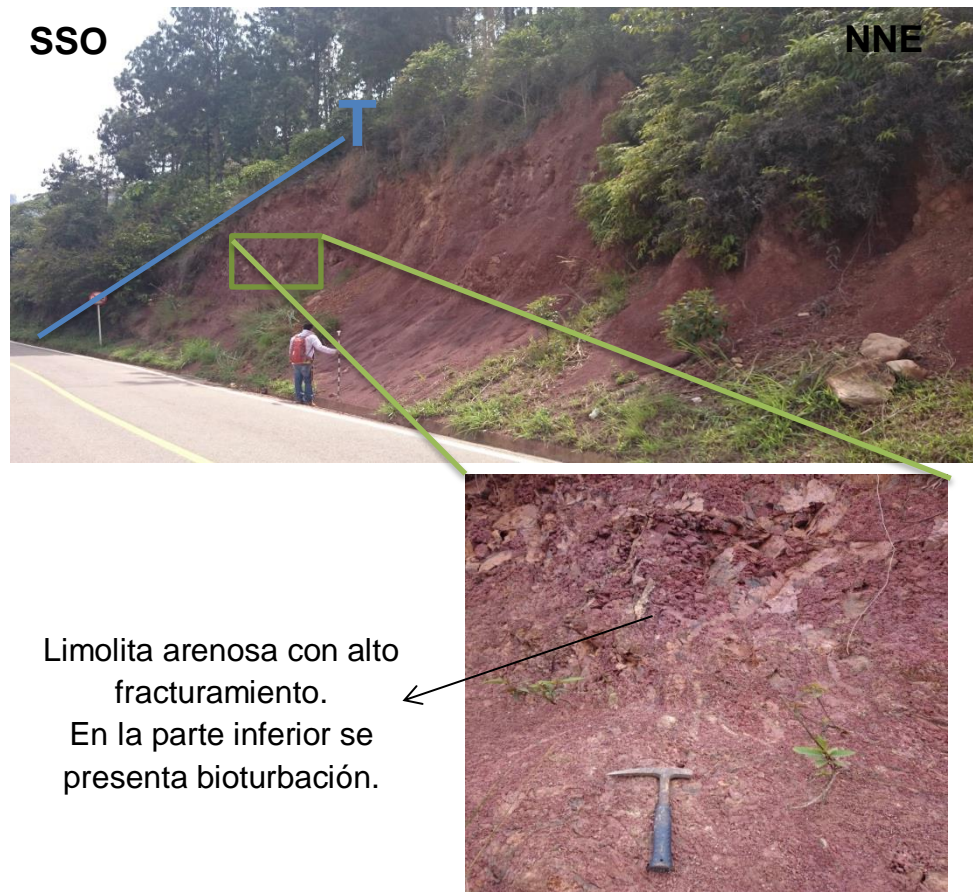 SSO
NNE
T
Limolita arenosa con alto
fracturamiento.
En la parte inferior se
presenta bioturbación.